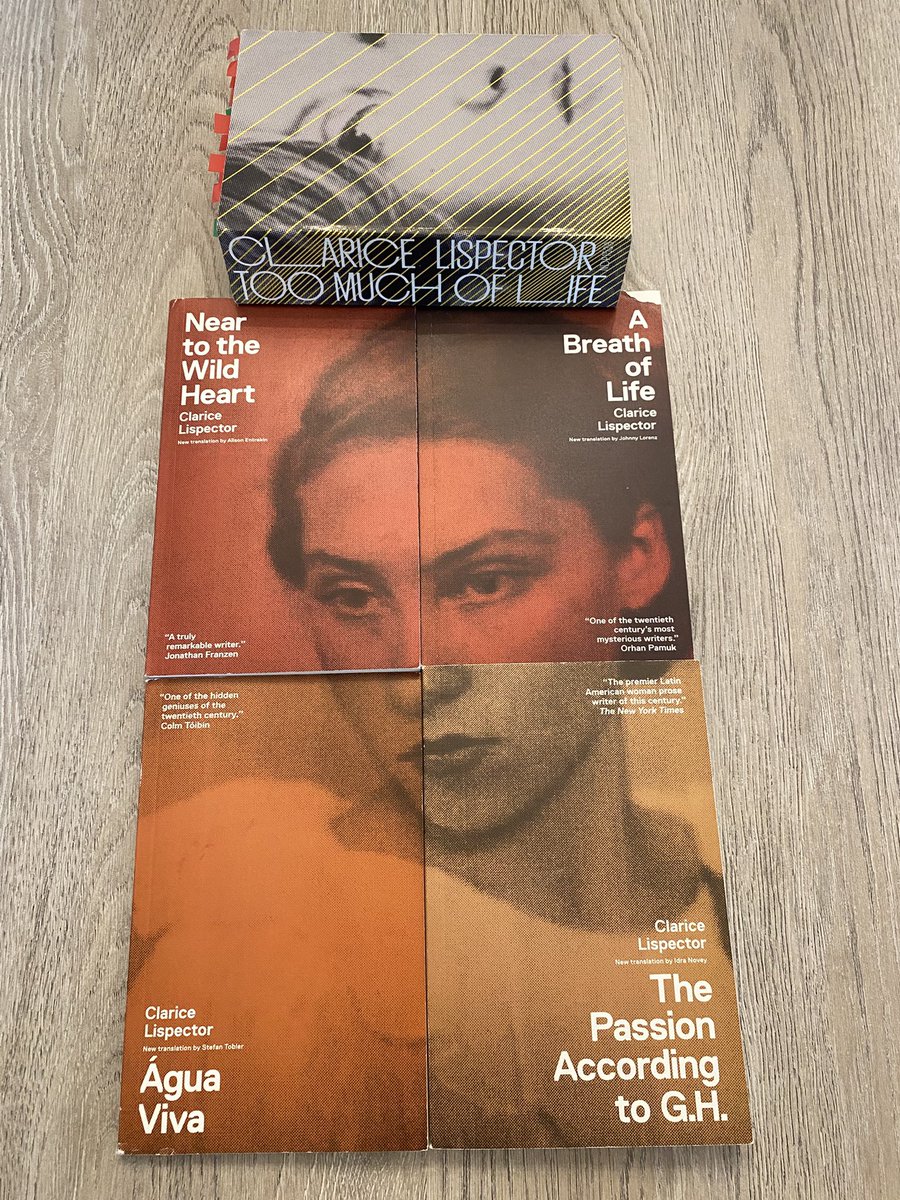 CLARICE LISPECTOR
TOO MUCH OF LIFE
Near
to the
Wild
Heart
Clarice
Lispector
New translation by Alison Entrekin
“A truly
remarkable writer.”
Jonathan Franzen
A
Breath
of
Life
Clarice
Lispector
New translation by Johnny Lorenz
“One of the twentieth
century’s most
mysterious writers.”
Orhan Pamuk
“One of the hidden
geniuses of the
twentieth century.”
Colm Tóibín
Clarice
Lispector
New translation by Stefan Tobler
Água
Viva
“The premier Latin
American woman prose
writer of this century.”
The New York Times
Clarice
Lispector
New translation by Idra Novey
The
Passion
According
to G.H.